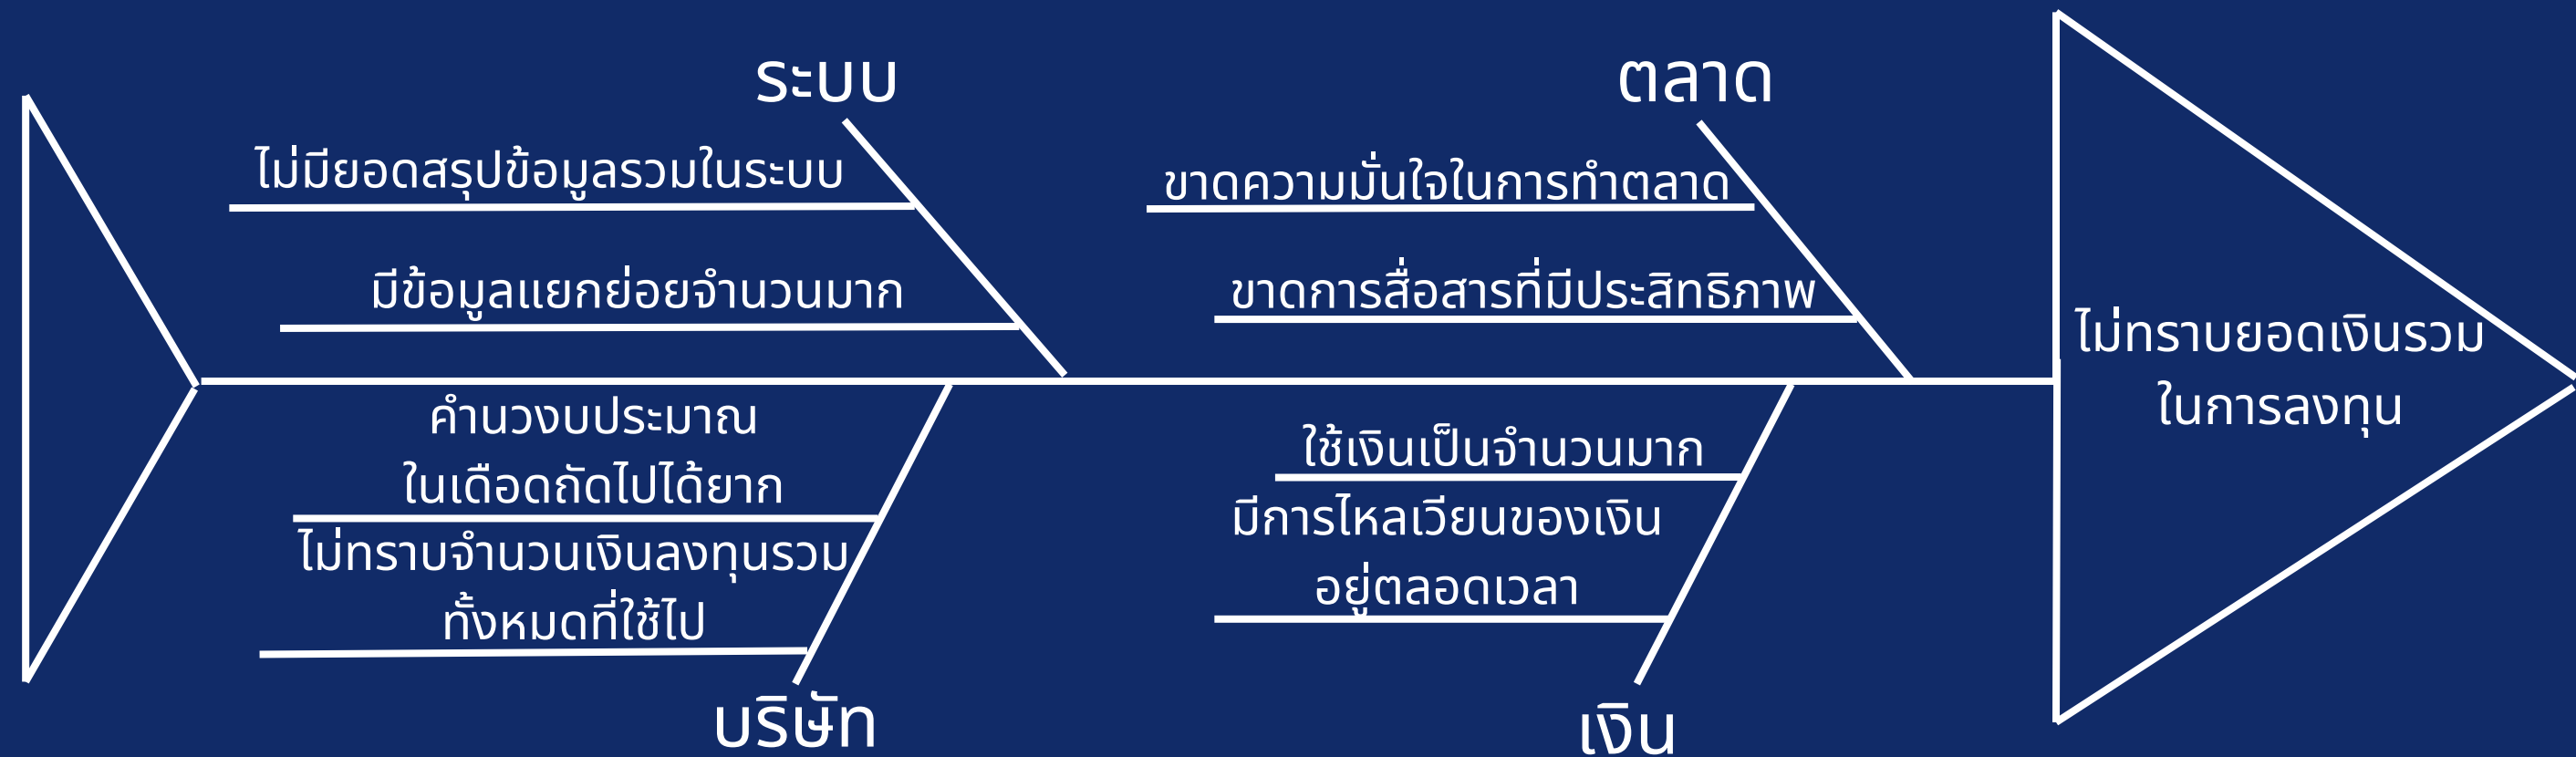 ระบบ
ไม่มียอดสรุปข้อมูลรวมในระบบ
มีข้อมูลแยกย่อยจำนวนมาก
ตลาด
ขาดความมั่นใจในการทำตลาด
ขาดการสื่อสารที่มีประสิทธิภาพ
คำนวงบประมาณ
ในเดือดถัดไปได้ยาก
ไม่ทราบจำนวนเงินลงทุนรวม
ทั้งหมดที่ใช้ไป
บริษัท
ใช้เงินเป็นจำนวนมาก
มีการไหลเวียนของเงิน
อยู่ตลอดเวลา
เงิน
ไม่ทราบยอดเงินรวม
ในการลงทุน